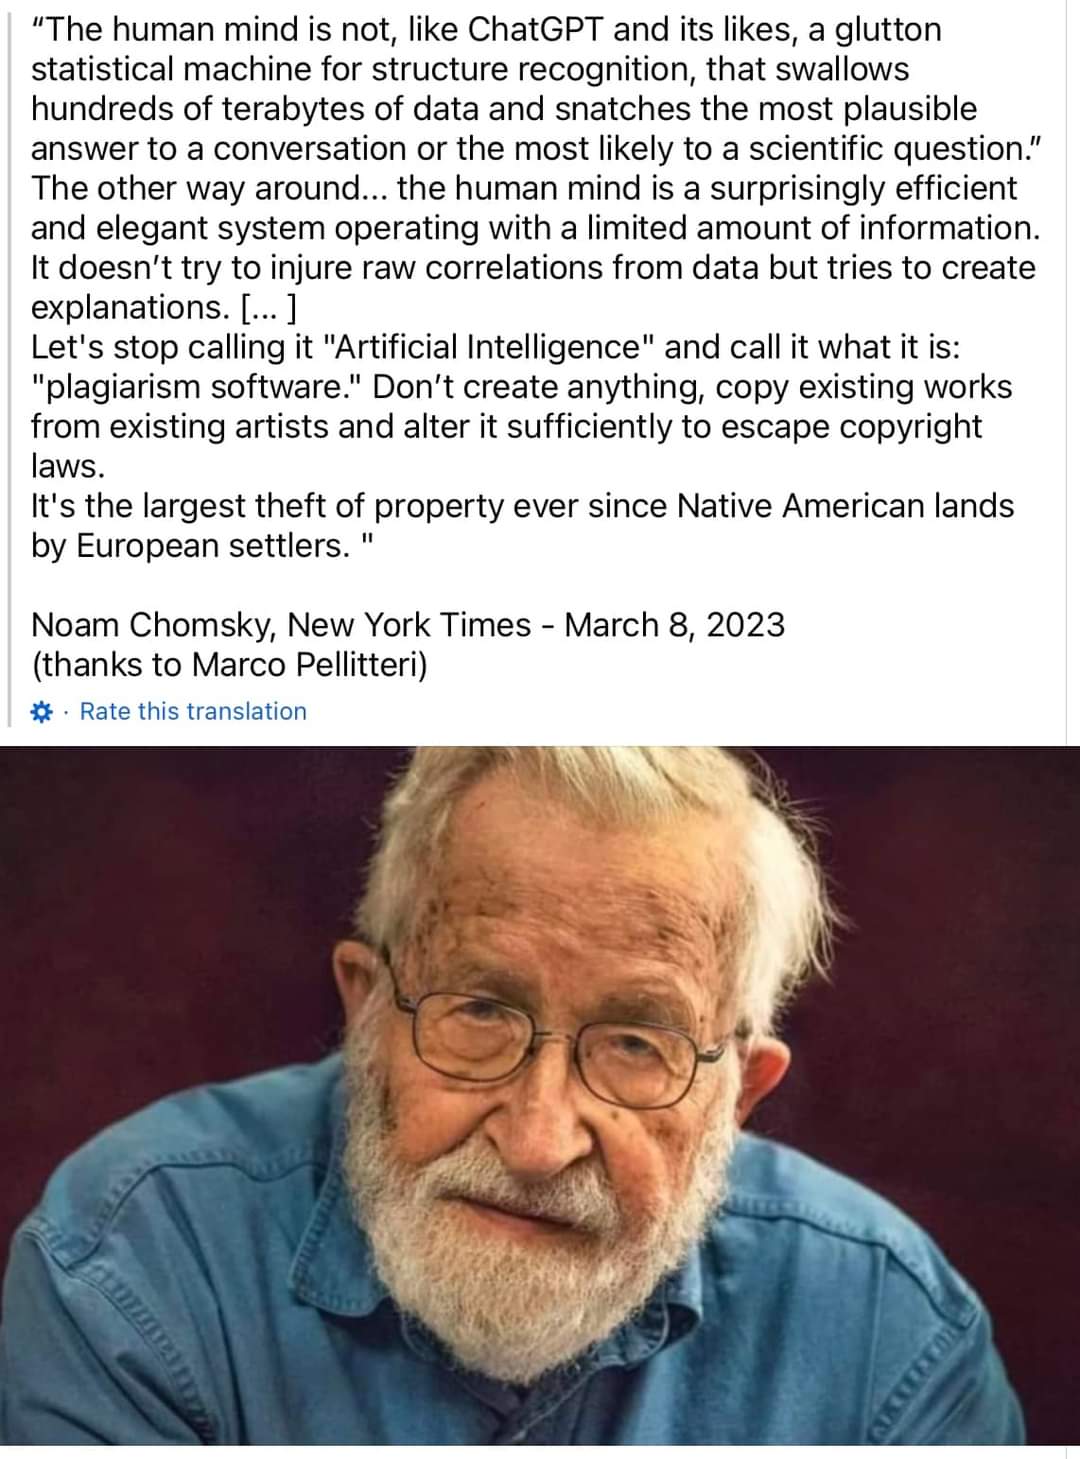 “The human mind is not, like ChatGPT and its likes, a glutton
statistical machine for structure recognition, that swallows
hundreds of terabytes of data and snatches the most plausible
answer to a conversation or the most likely to a scientific question.”
The other way around... the human mind is a surprisingly efficient
and elegant system operating with a limited amount of information.
It doesn’t try to injure raw correlations from data but tries to create
explanations. [... ]
Let's stop calling it "Artificial Intelligence" and call it what it is:
"plagiarism software." Don’t create anything, copy existing works
from existing artists and alter it sufficiently to escape copyright
laws.
It's the largest theft of property ever since Native American lands
by European settlers. "
Noam Chomsky, New York Times - March 8, 2023
(thanks to Marco Pellitteri)
· Rate this translation